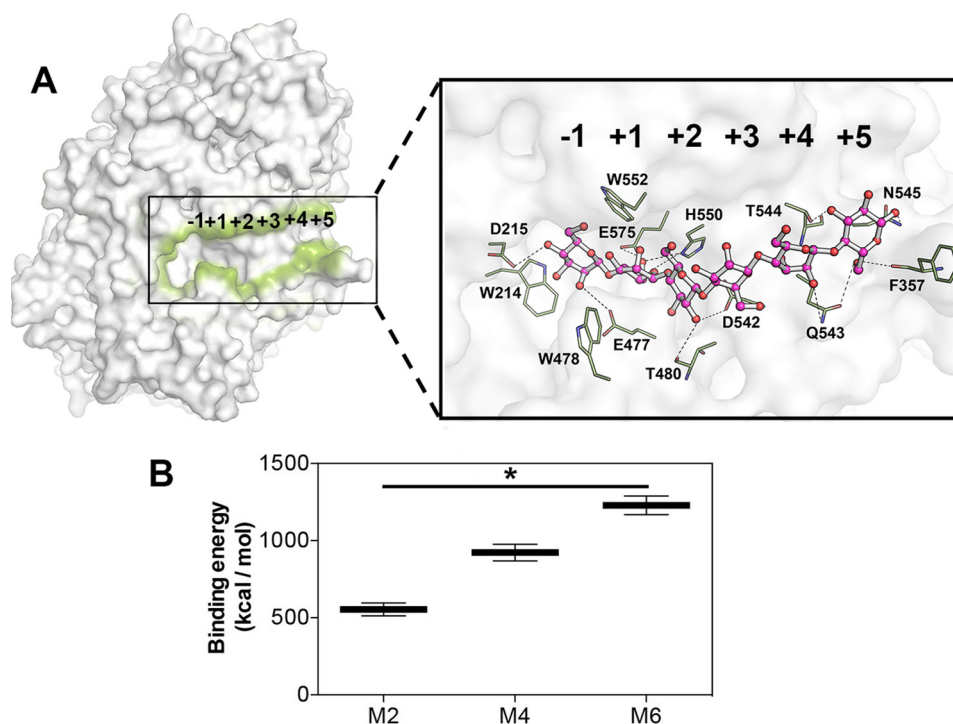 A
-1 +1 +2 +3 +4 +5
-1 +1 +2 +3 +4 +5
W552
N545
T544
H550
D215
E575
W214
F357
D542
Q543
E477
W478
T480
B
Binding energy
(kcal / mol)
1500
*
1000
500
0
M2 M4 M6